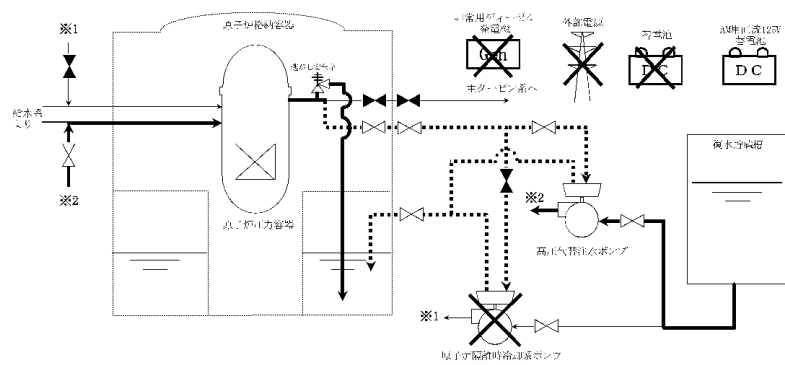 原子炉格納容器
※1
給水系
より
※2
逃がし安全弁
主タービン系へ
原子炉圧力容器
非常用ディーゼル
発電機
Gen
外部電源
蓄電池
DC
AM用直流125V
蓄電池
DC
復水貯蔵槽
※2
高圧代替注水ポンプ
※1
原子炉隔離時冷却系ポンプ